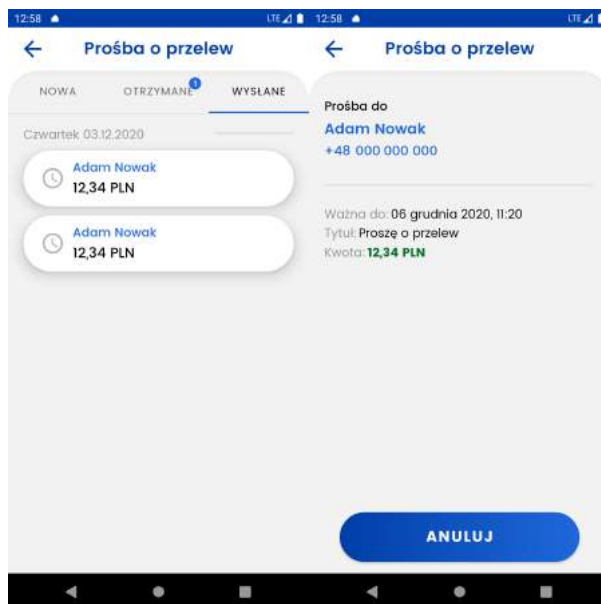 12:58 LTE
Prośba o przelew
NOWA OTRZYMANE 1 WYSŁANE
Czwartek 03.12.2020
Adam Nowak
12,34 PLN
Adam Nowak
12,34 PLN
12:58 LTE
Prośba o przelew
Prośba do
Adam Nowak
+48 000 000 000
Ważna do: 06 grudnia 2020, 11:20
Tytuł: Proszę o przelew
Kwota: 12,34 PLN
ANULUJ